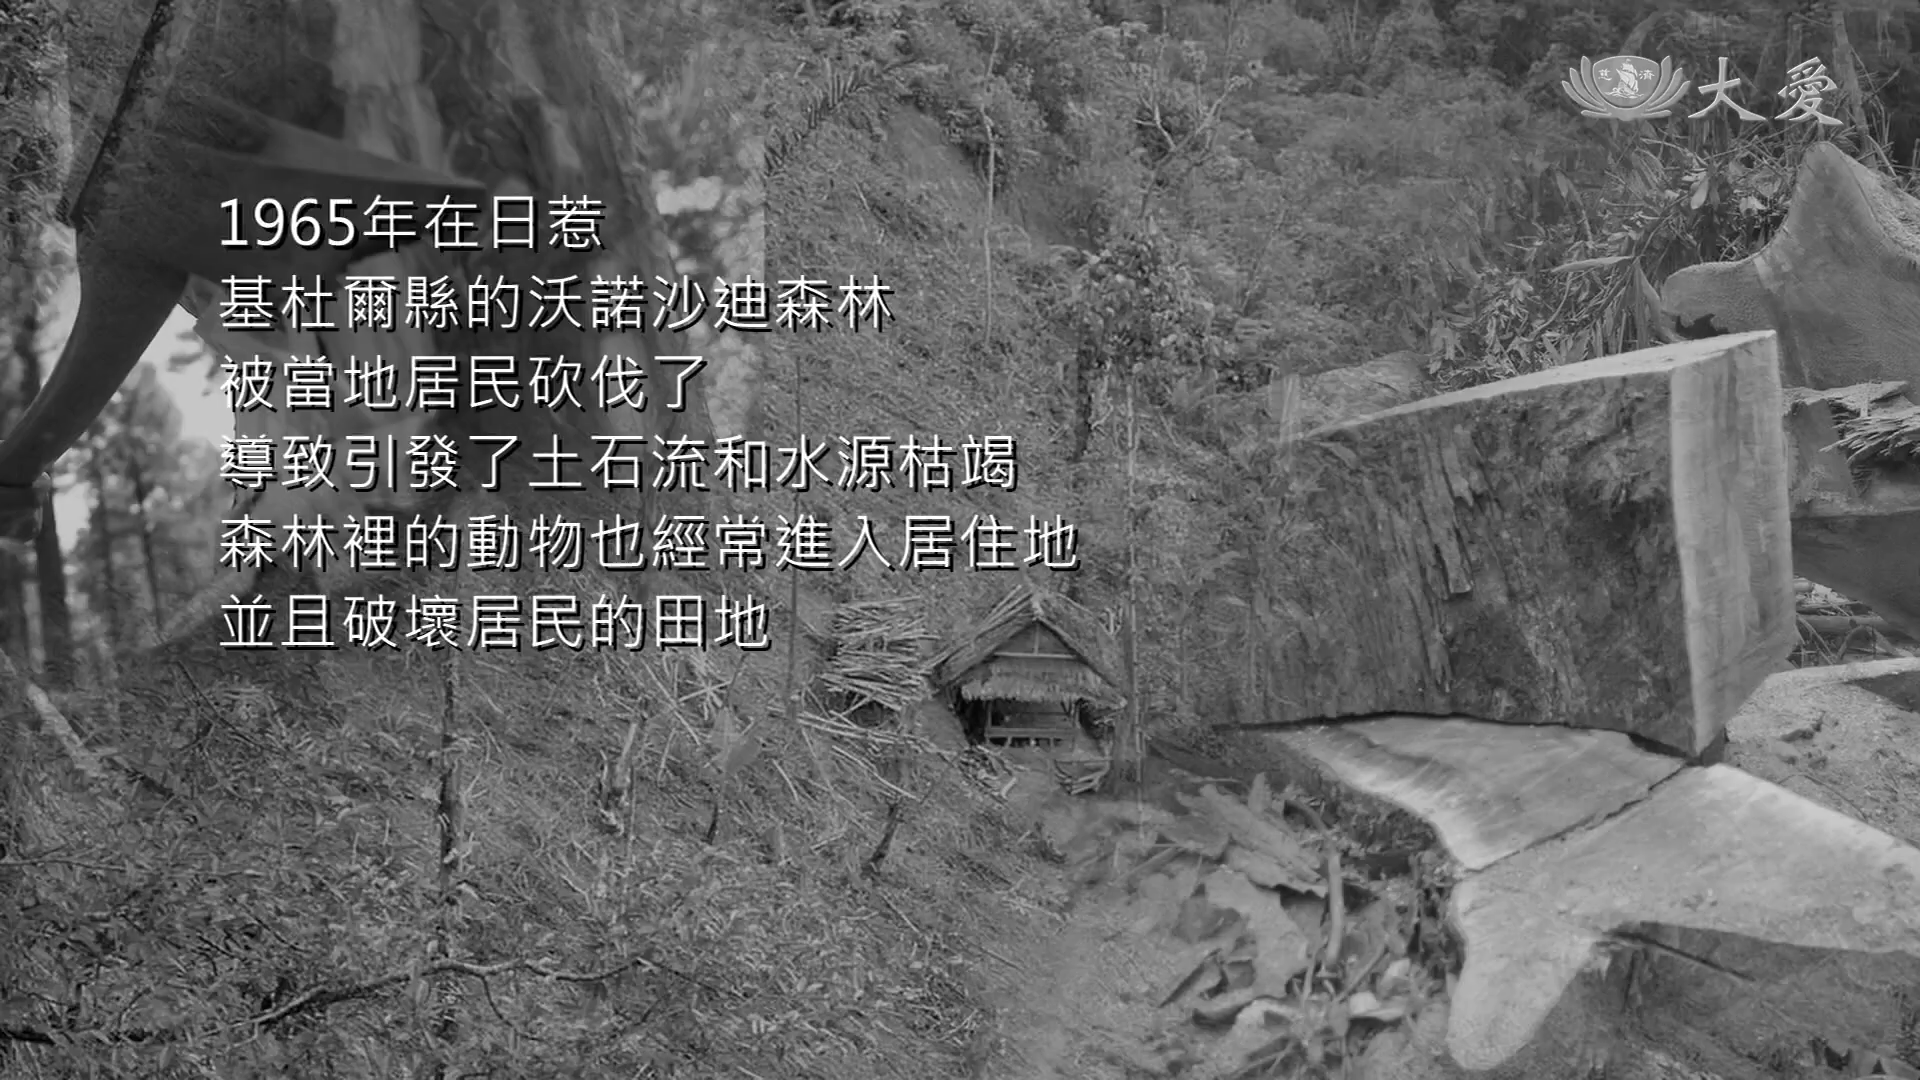 慈濟 大愛
1965年在日惹
基杜爾縣的沃諾沙迪森林
被當地居民砍伐了
導致引發了土石流和水源枯竭
森林裡的動物也經常進入居住地
並且破壞居民的田地